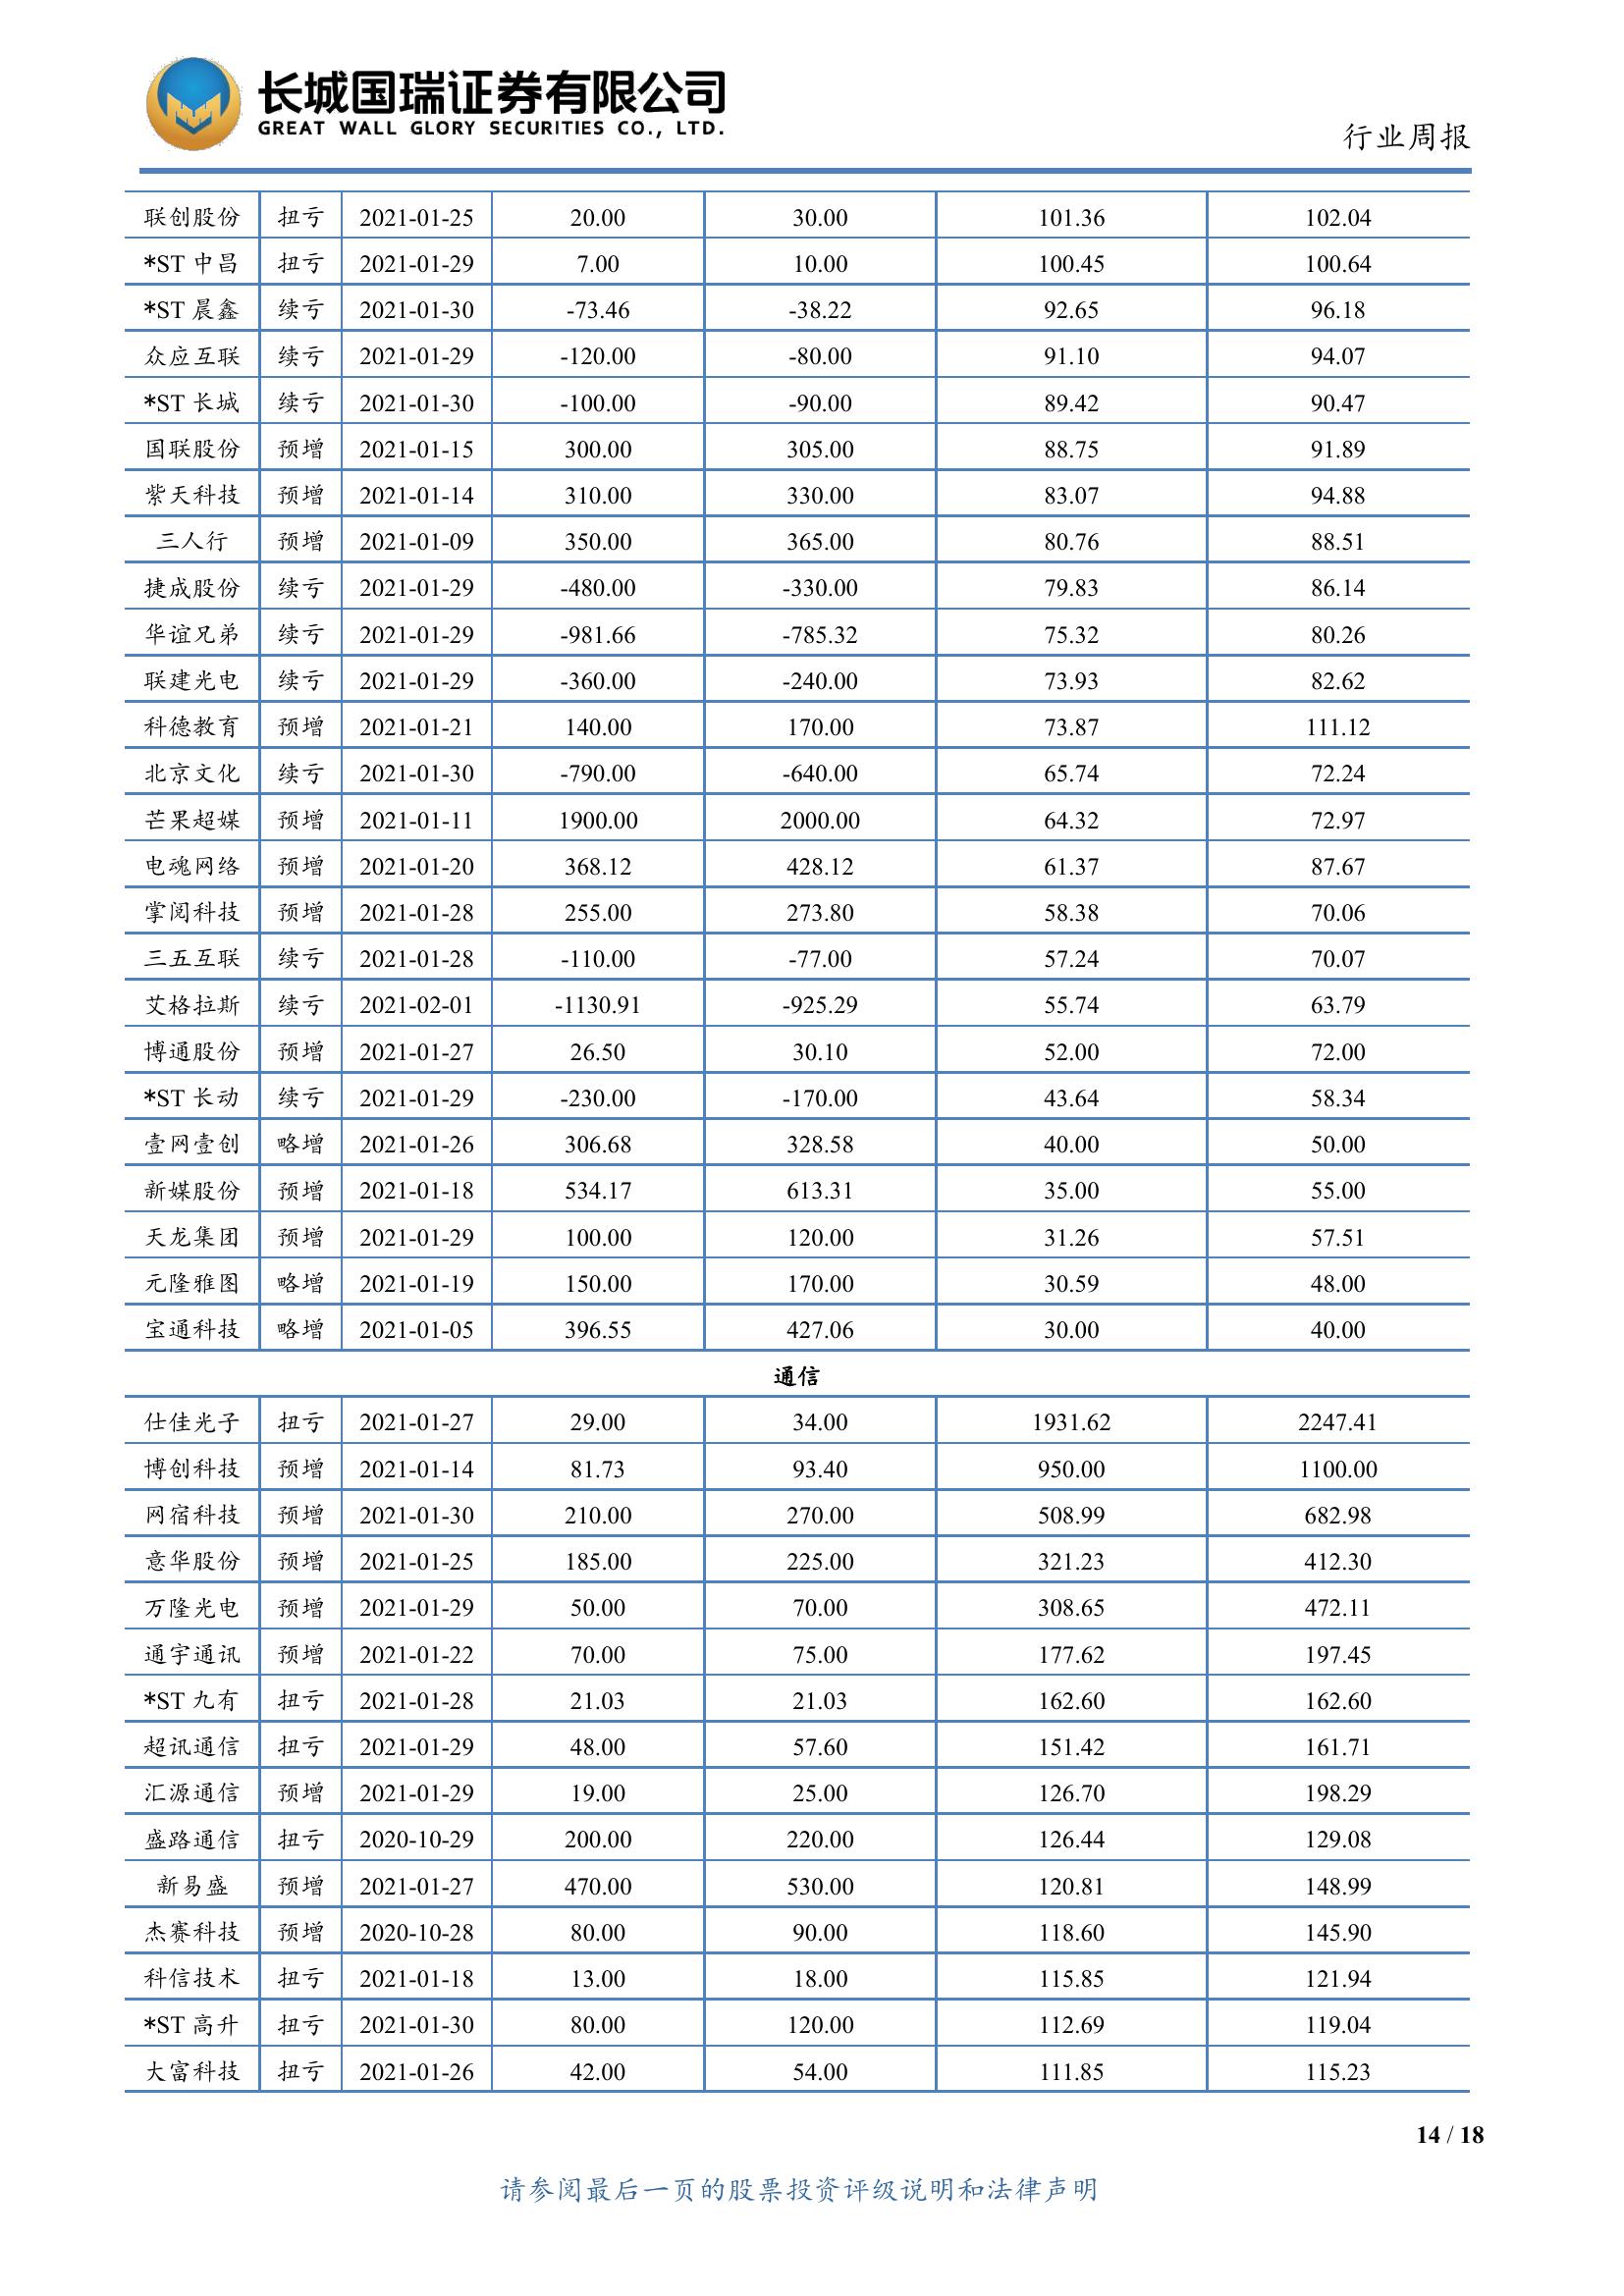 长城国瑞证券有限公司
GREAT WALL GLORY SECURITIES CO., LTD.
行业周报
联创股份 扭亏 2021-01-25 20.00 30.00 101.36 102.04
*ST 中昌 扭亏 2021-01-29 7.00 10.00 100.45 100.64
*ST 晨鑫 续亏 2021-01-30 -73.46 -38.22 92.65 96.18
众应互联 续亏 2021-01-29 -120.00 -80.00 91.10 94.07
*ST 长城 续亏 2021-01-30 -100.00 -90.00 89.42 90.47
国联股份 预增 2021-01-15 300.00 305.00 88.75 91.89
紫天科技 预增 2021-01-14 310.00 330.00 83.07 94.88
三人行 预增 2021-01-09 350.00 365.00 80.76 88.51
捷成股份 续亏 2021-01-29 -480.00 -330.00 79.83 86.14
华谊兄弟 续亏 2021-01-29 -981.66 -785.32 75.32 80.26
联建光电 续亏 2021-01-29 -360.00 -240.00 73.93 82.62
科德教育 预增 2021-01-21 140.00 170.00 73.87 111.12
北京文化 续亏 2021-01-30 -790.00 -640.00 65.74 72.24
芒果超媒 预增 2021-01-11 1900.00 2000.00 64.32 72.97
电魂网络 预增 2021-01-20 368.12 428.12 61.37 87.67
掌阅科技 预增 2021-01-28 255.00 273.80 58.38 70.06
三五互联 续亏 2021-01-28 -110.00 -77.00 57.24 70.07
艾格拉斯 续亏 2021-02-01 -1130.91 -925.29 55.74 63.79
博通股份 预增 2021-01-27 26.50 30.10 52.00 72.00
*ST 长动 续亏 2021-01-29 -230.00 -170.00 43.64 58.34
壹网壹创 略增 2021-01-26 306.68 328.58 40.00 50.00
新媒股份 预增 2021-01-18 534.17 613.31 35.00 55.00
天龙集团 预增 2021-01-29 100.00 120.00 31.26 57.51
元隆雅图 略增 2021-01-19 150.00 170.00 30.59 48.00
宝通科技 略增 2021-01-05 396.55 427.06 30.00 40.00
通信
仕佳光子 扭亏 2021-01-27 29.00 34.00 1931.62 2247.41
博创科技 预增 2021-01-14 81.73 93.40 950.00 1100.00
网宿科技 预增 2021-01-30 210.00 270.00 508.99 682.98
意华股份 预增 2021-01-25 185.00 225.00 321.23 412.30
万隆光电 预增 2021-01-29 50.00 70.00 308.65 472.11
通宇通讯 预增 2021-01-22 70.00 75.00 177.62 197.45
*ST 九有 扭亏 2021-01-28 21.03 21.03 162.60 162.60
超讯通信 扭亏 2021-01-29 48.00 57.60 151.42 161.71
汇源通信 预增 2021-01-29 19.00 25.00 126.70 198.29
盛路通信 扭亏 2020-10-29 200.00 220.00 126.44 129.08
新易盛 预增 2021-01-27 470.00 530.00 120.81 148.99
杰赛科技 预增 2020-10-28 80.00 90.00 118.60 145.90
科信技术 扭亏 2021-01-18 13.00 18.00 115.85 121.94
*ST 高升 扭亏 2021-01-30 80.00 120.00 112.69 119.04
大富科技 扭亏 2021-01-26 42.00 54.00 111.85 115.23
14 / 18
请参阅最后一页的股票投资评级说明和法律声明